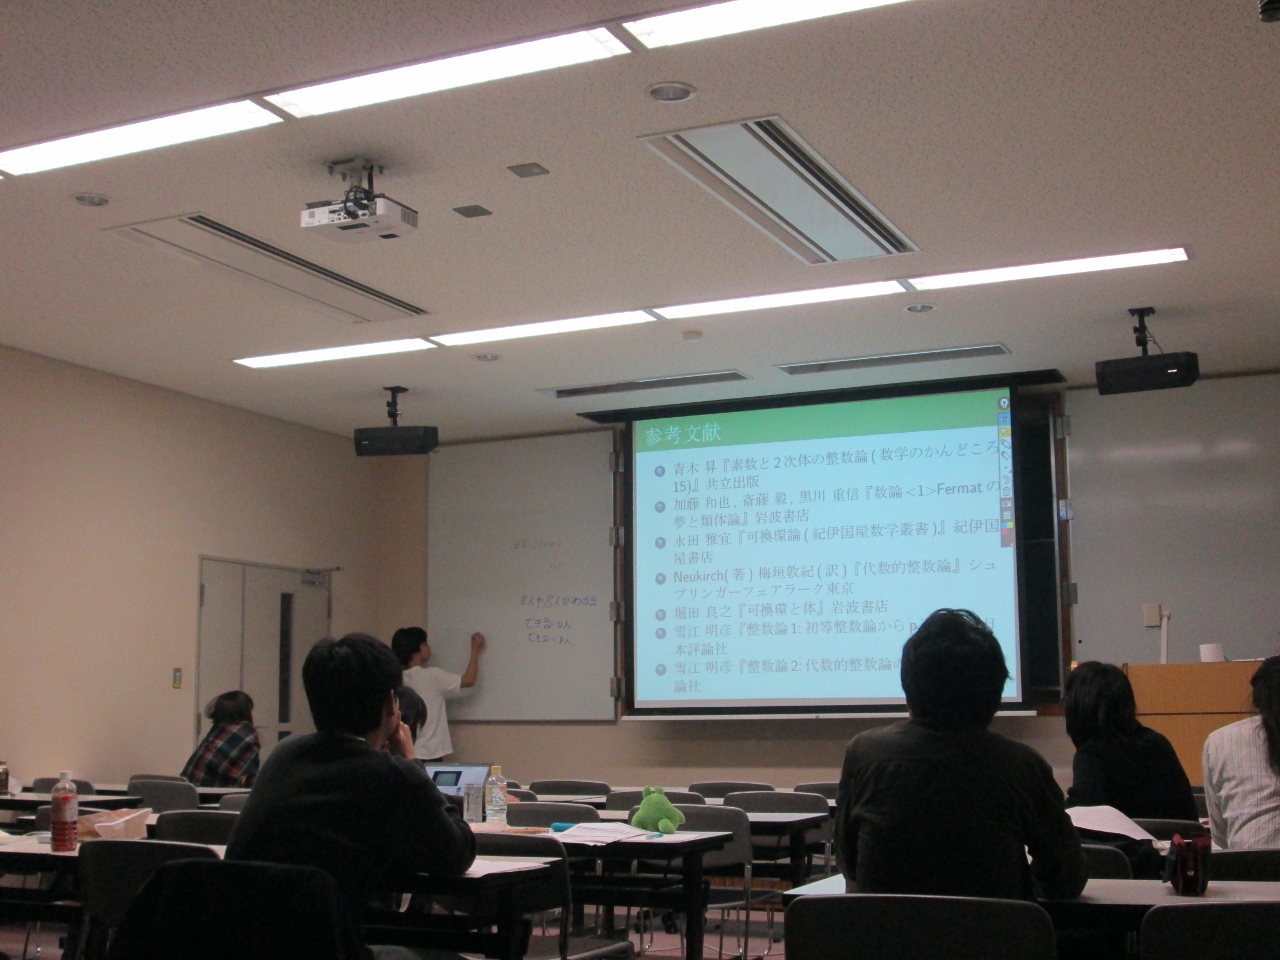 参考文献
青木 昇『素数と2次体の整数論(数学のかんどころ
15)』共立出版
加藤 和也, 斎藤 毅, 黒川 重信『数論<1>Fermatの
夢と類体論』岩波書店
永田 雅宜『可換環論(紀伊国屋数学叢書)』紀伊国
屋書店
Neukirch(著) 梅垣敦紀(訳)『代数的整数論』シュ
プリンガーフェアラーク東京
堀田 良之『可換環と体』岩波書店
雪江 明彦『整数論1: 初等整数論からp
本評論社
雪江 明彦『整数論2: 代数的整数論の
論社